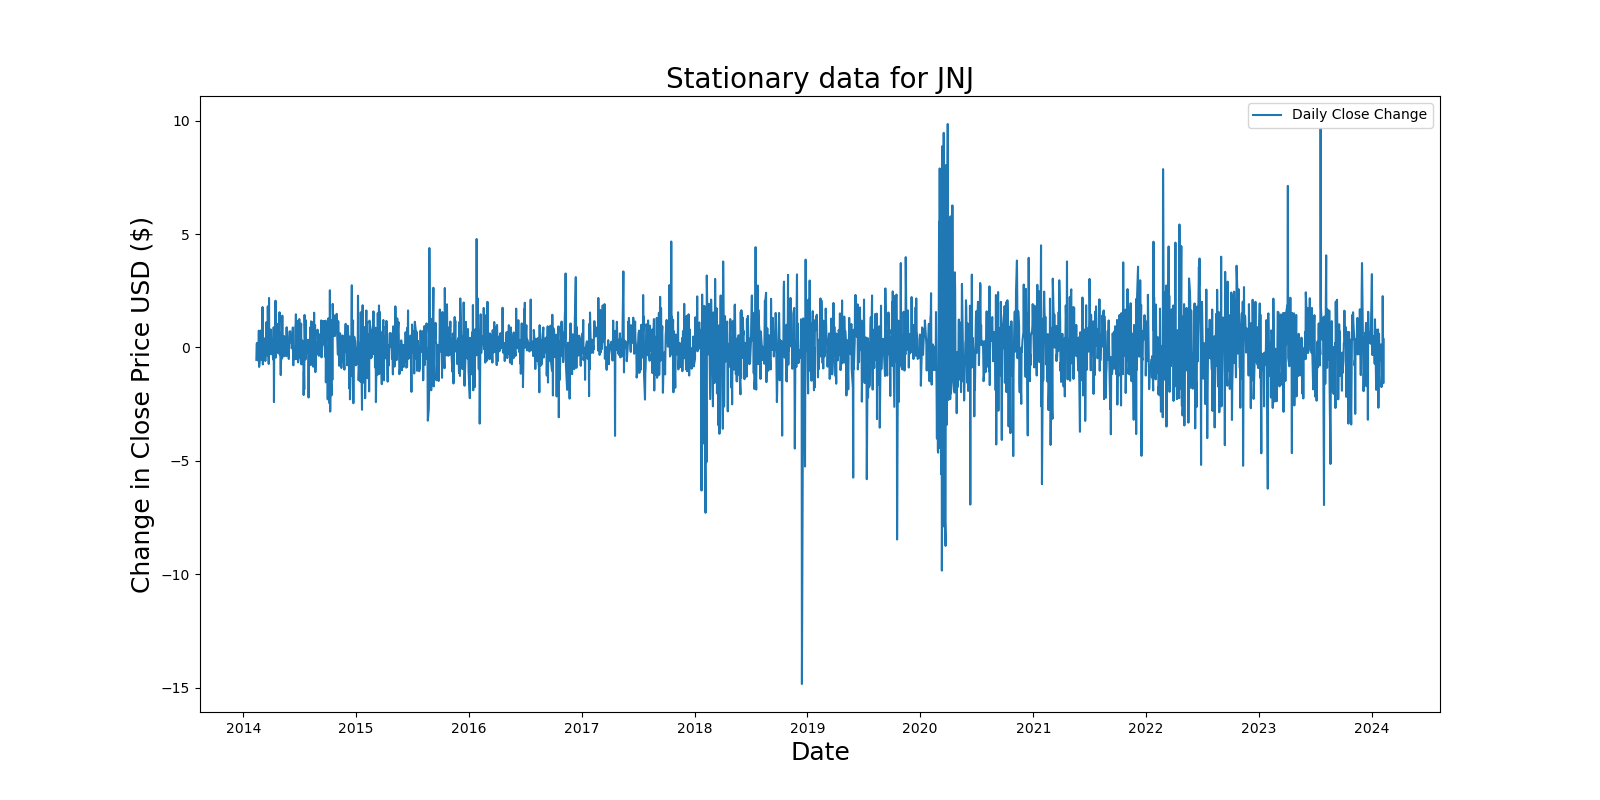 Stationary data for JNJ
Daily Close Change
Change in Close Price USD ($)
10
5
0
−5
−10
−15
2014 2015 2016 2017 2018 2019 2020 2021 2022 2023 2024
Date